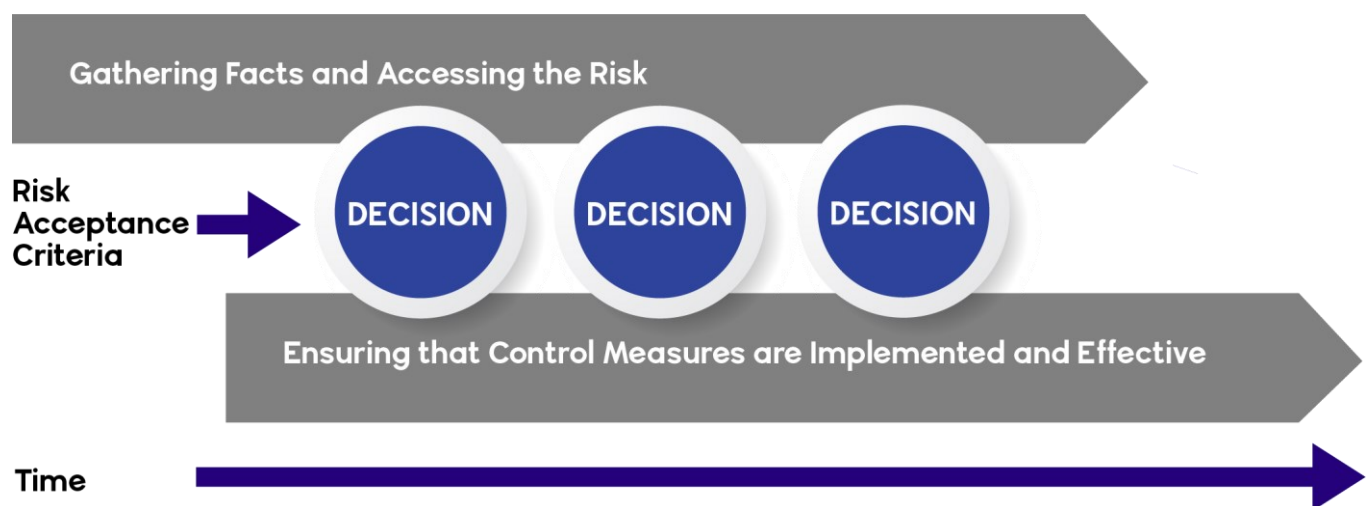 Gathering Facts and Accessing the Risk
Risk
Acceptance
Criteria
DECISION
DECISION
DECISION
Ensuring that Control Measures are Implemented and Effective
Time